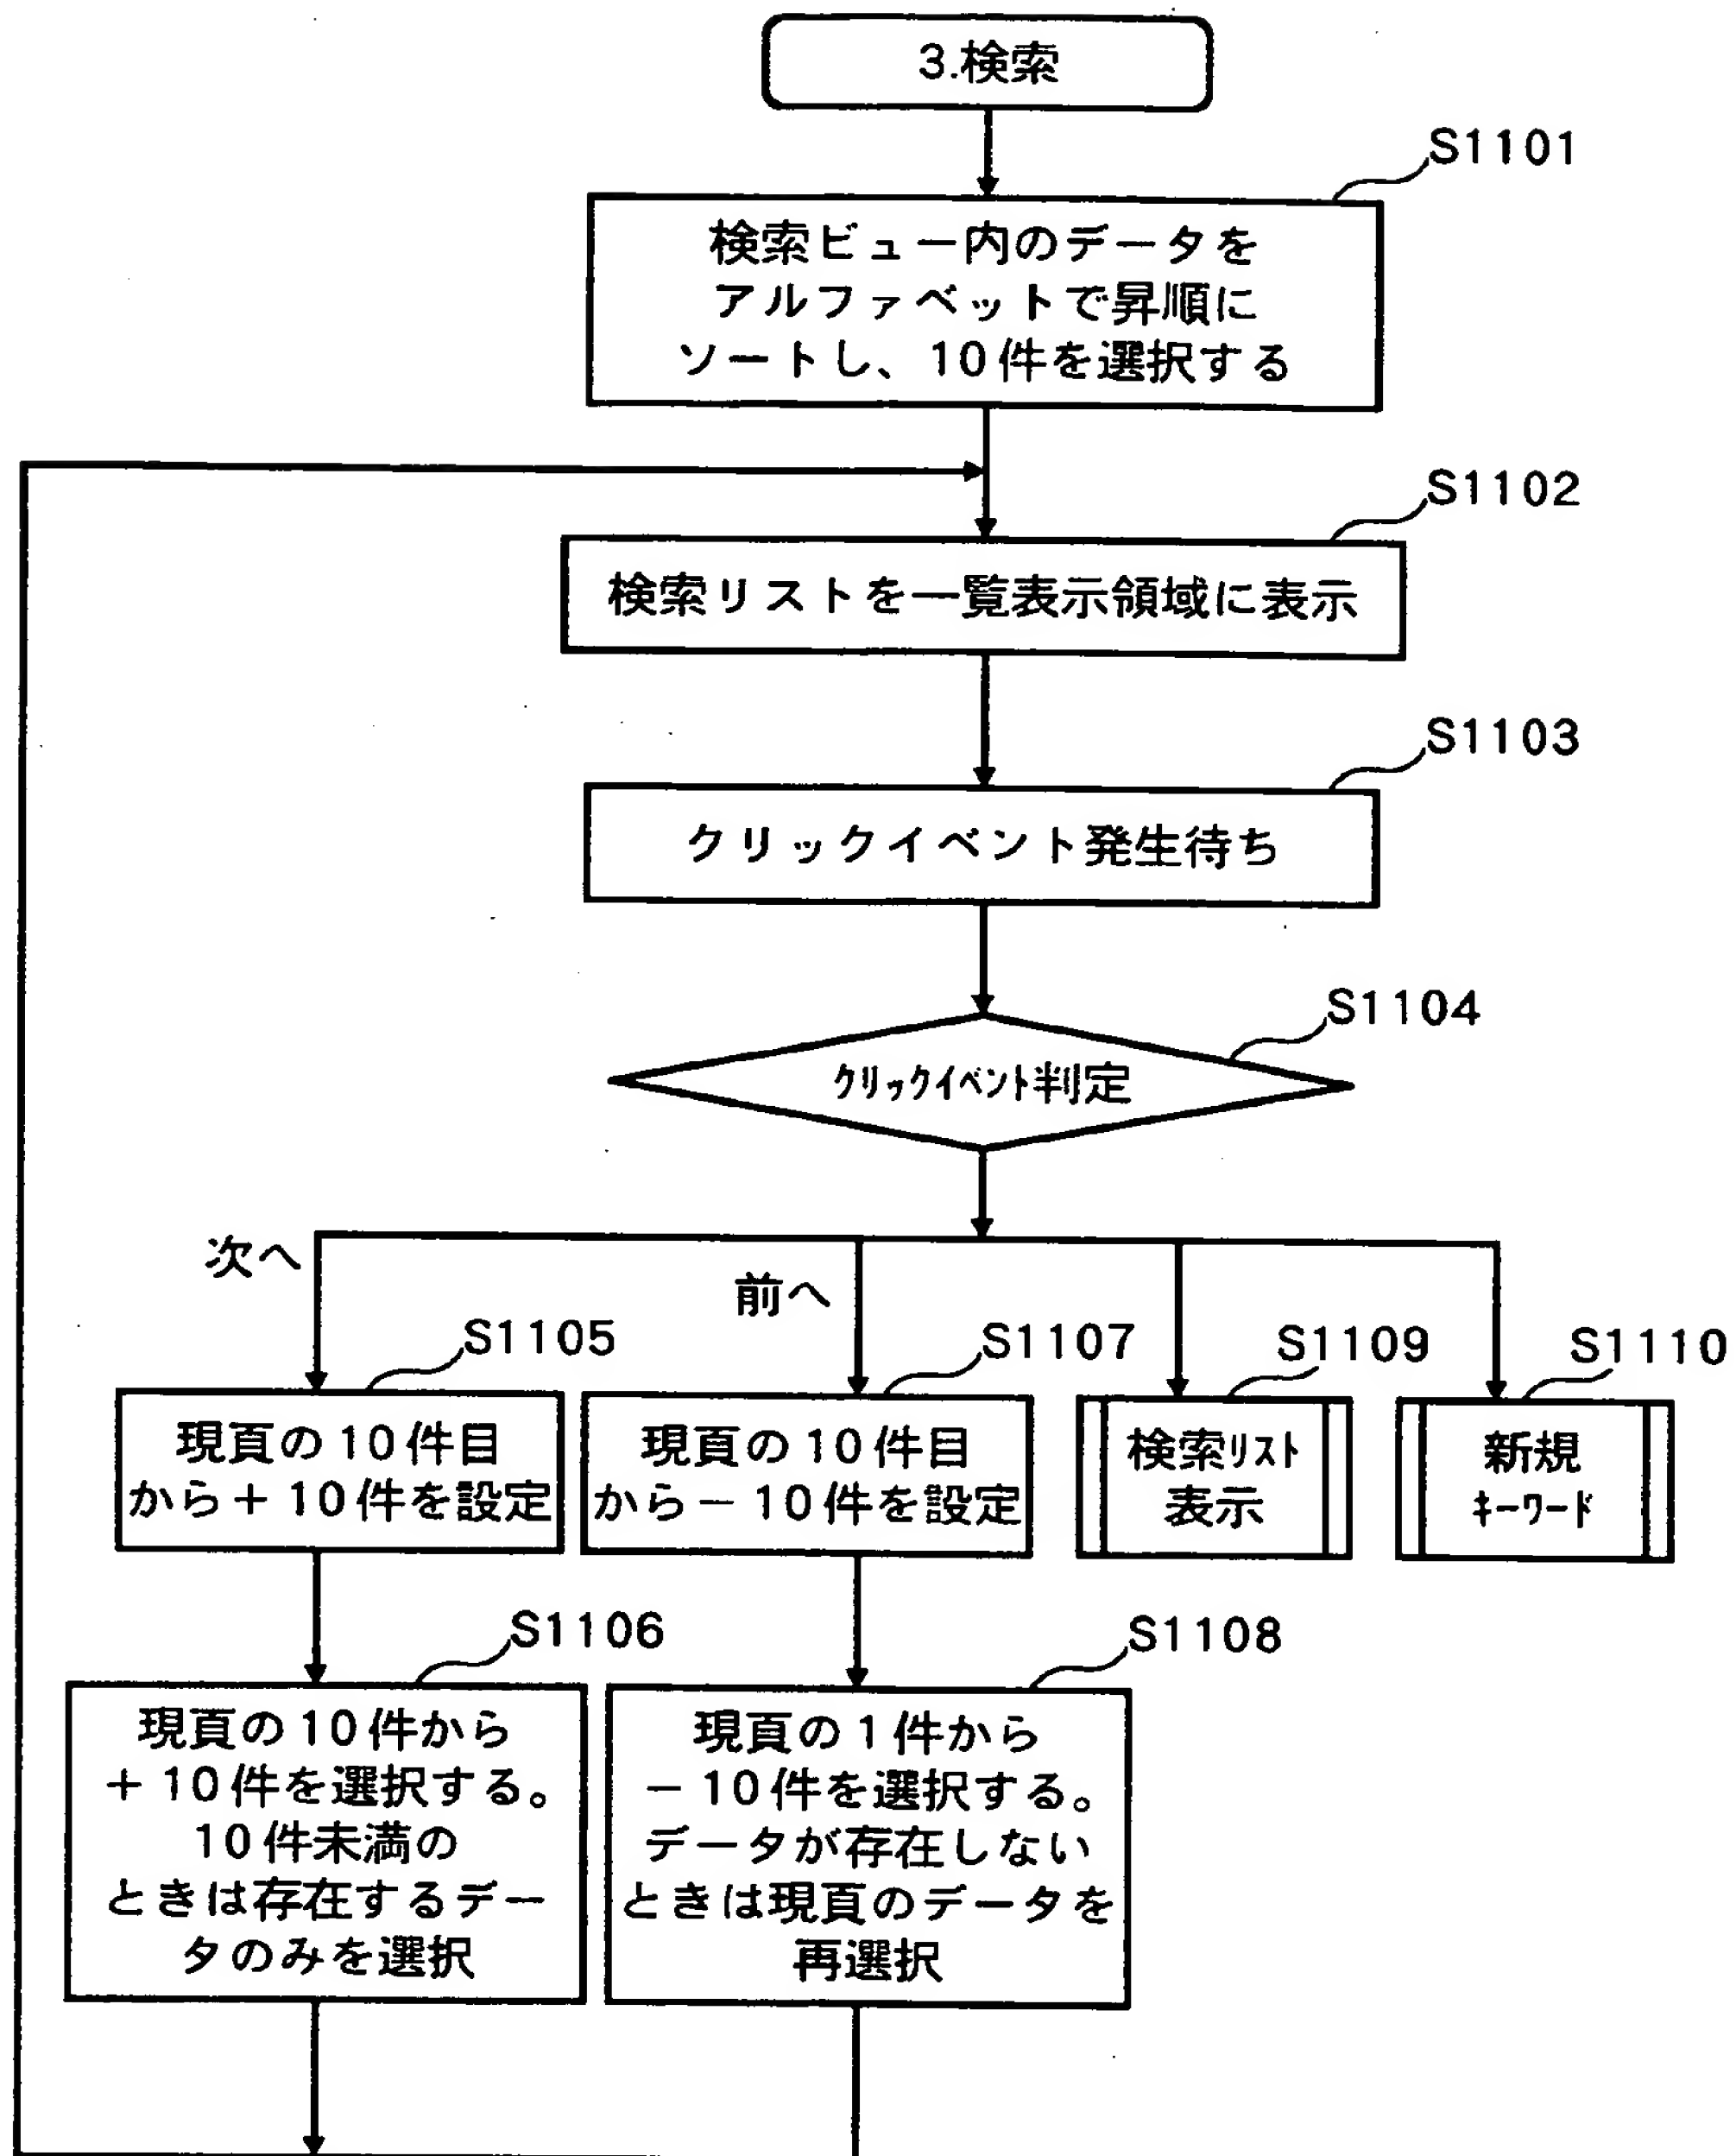 3.検索
S1101
検索ビュー内のデータを
アルファベットで昇順に
ソートし、10件を選択する
S1102
検索リストを一覧表示領域に表示
S1103
クリックイベント発生待ち
S1104
クリックイベント判定
次へ
前へ
S1105
現頁の10件目
から+10件を設定
S1107
現頁の10件目
から-10件を設定
S1109
検索リスト
表示
S1110
新規
キーワード
S1106
現頁の10件から
+10件を選択する。
10件未満の
ときは存在するデー
タのみを選択
S1108
現頁の1件から
-10件を選択する。
データが存在しない
ときは現頁のデータを
再選択